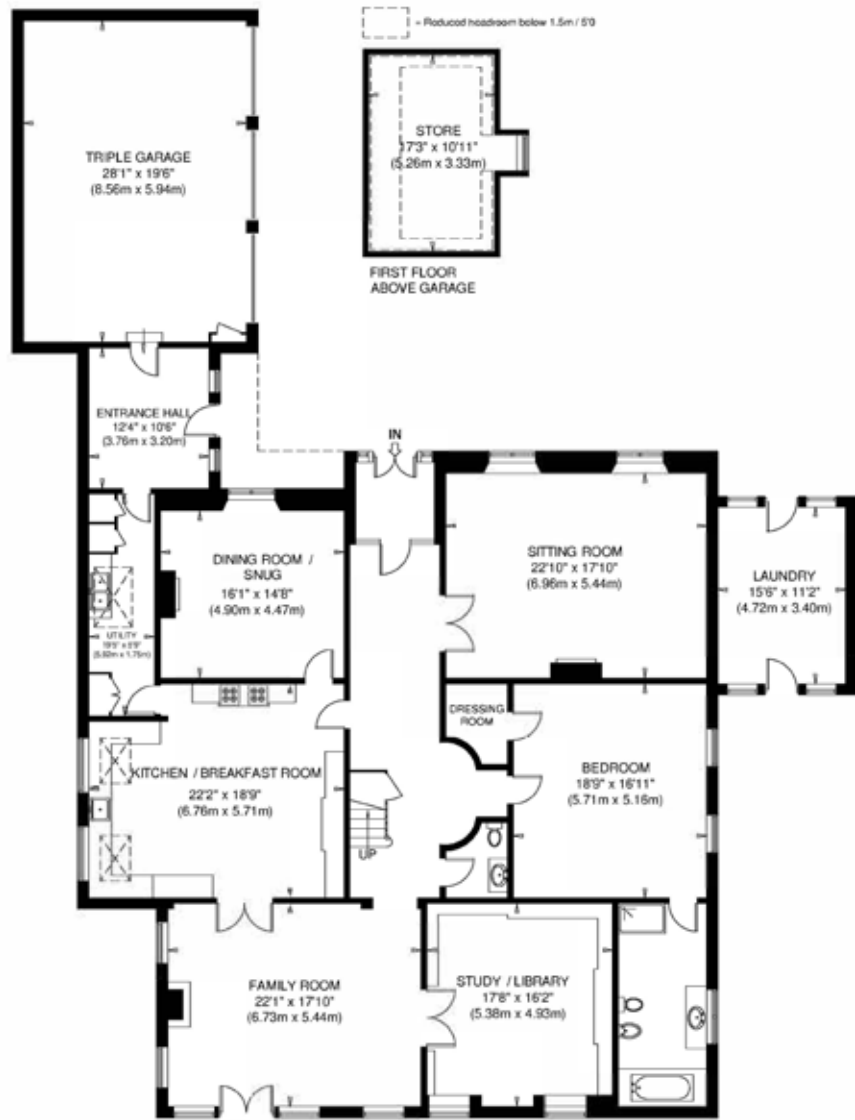 = Reduced headroom below 1.5m / 5'0
STORE
17'3" x 10'11"
(5.26m x 3.33m)
FIRST FLOOR
ABOVE GARAGE
TRIPLE GARAGE
28'1" x 19'6"
(8.56m x 5.94m)
ENTRANCE HALL
12'4" x 10'6"
(3.76m x 3.20m)
IN
DINING ROOM /
SNUG
16'1" x 14'8"
(4.90m x 4.47m)
SITTING ROOM
22'10" x 17'10"
(6.96m x 5.44m)
LAUNDRY
15'6" x 11'2"
(4.72m x 3.40m)
UTILITY
DRESSING
ROOM
KITCHEN / BREAKFAST ROOM
22'2" x 18'9"
(6.76m x 5.71m)
BEDROOM
18'9" x 16'11"
(5.71m x 5.16m)
UP
FAMILY ROOM
22'1" x 17'10"
(6.73m x 5.44m)
STUDY / LIBRARY
17'8" x 16'2"
(5.38m x 4.93m)